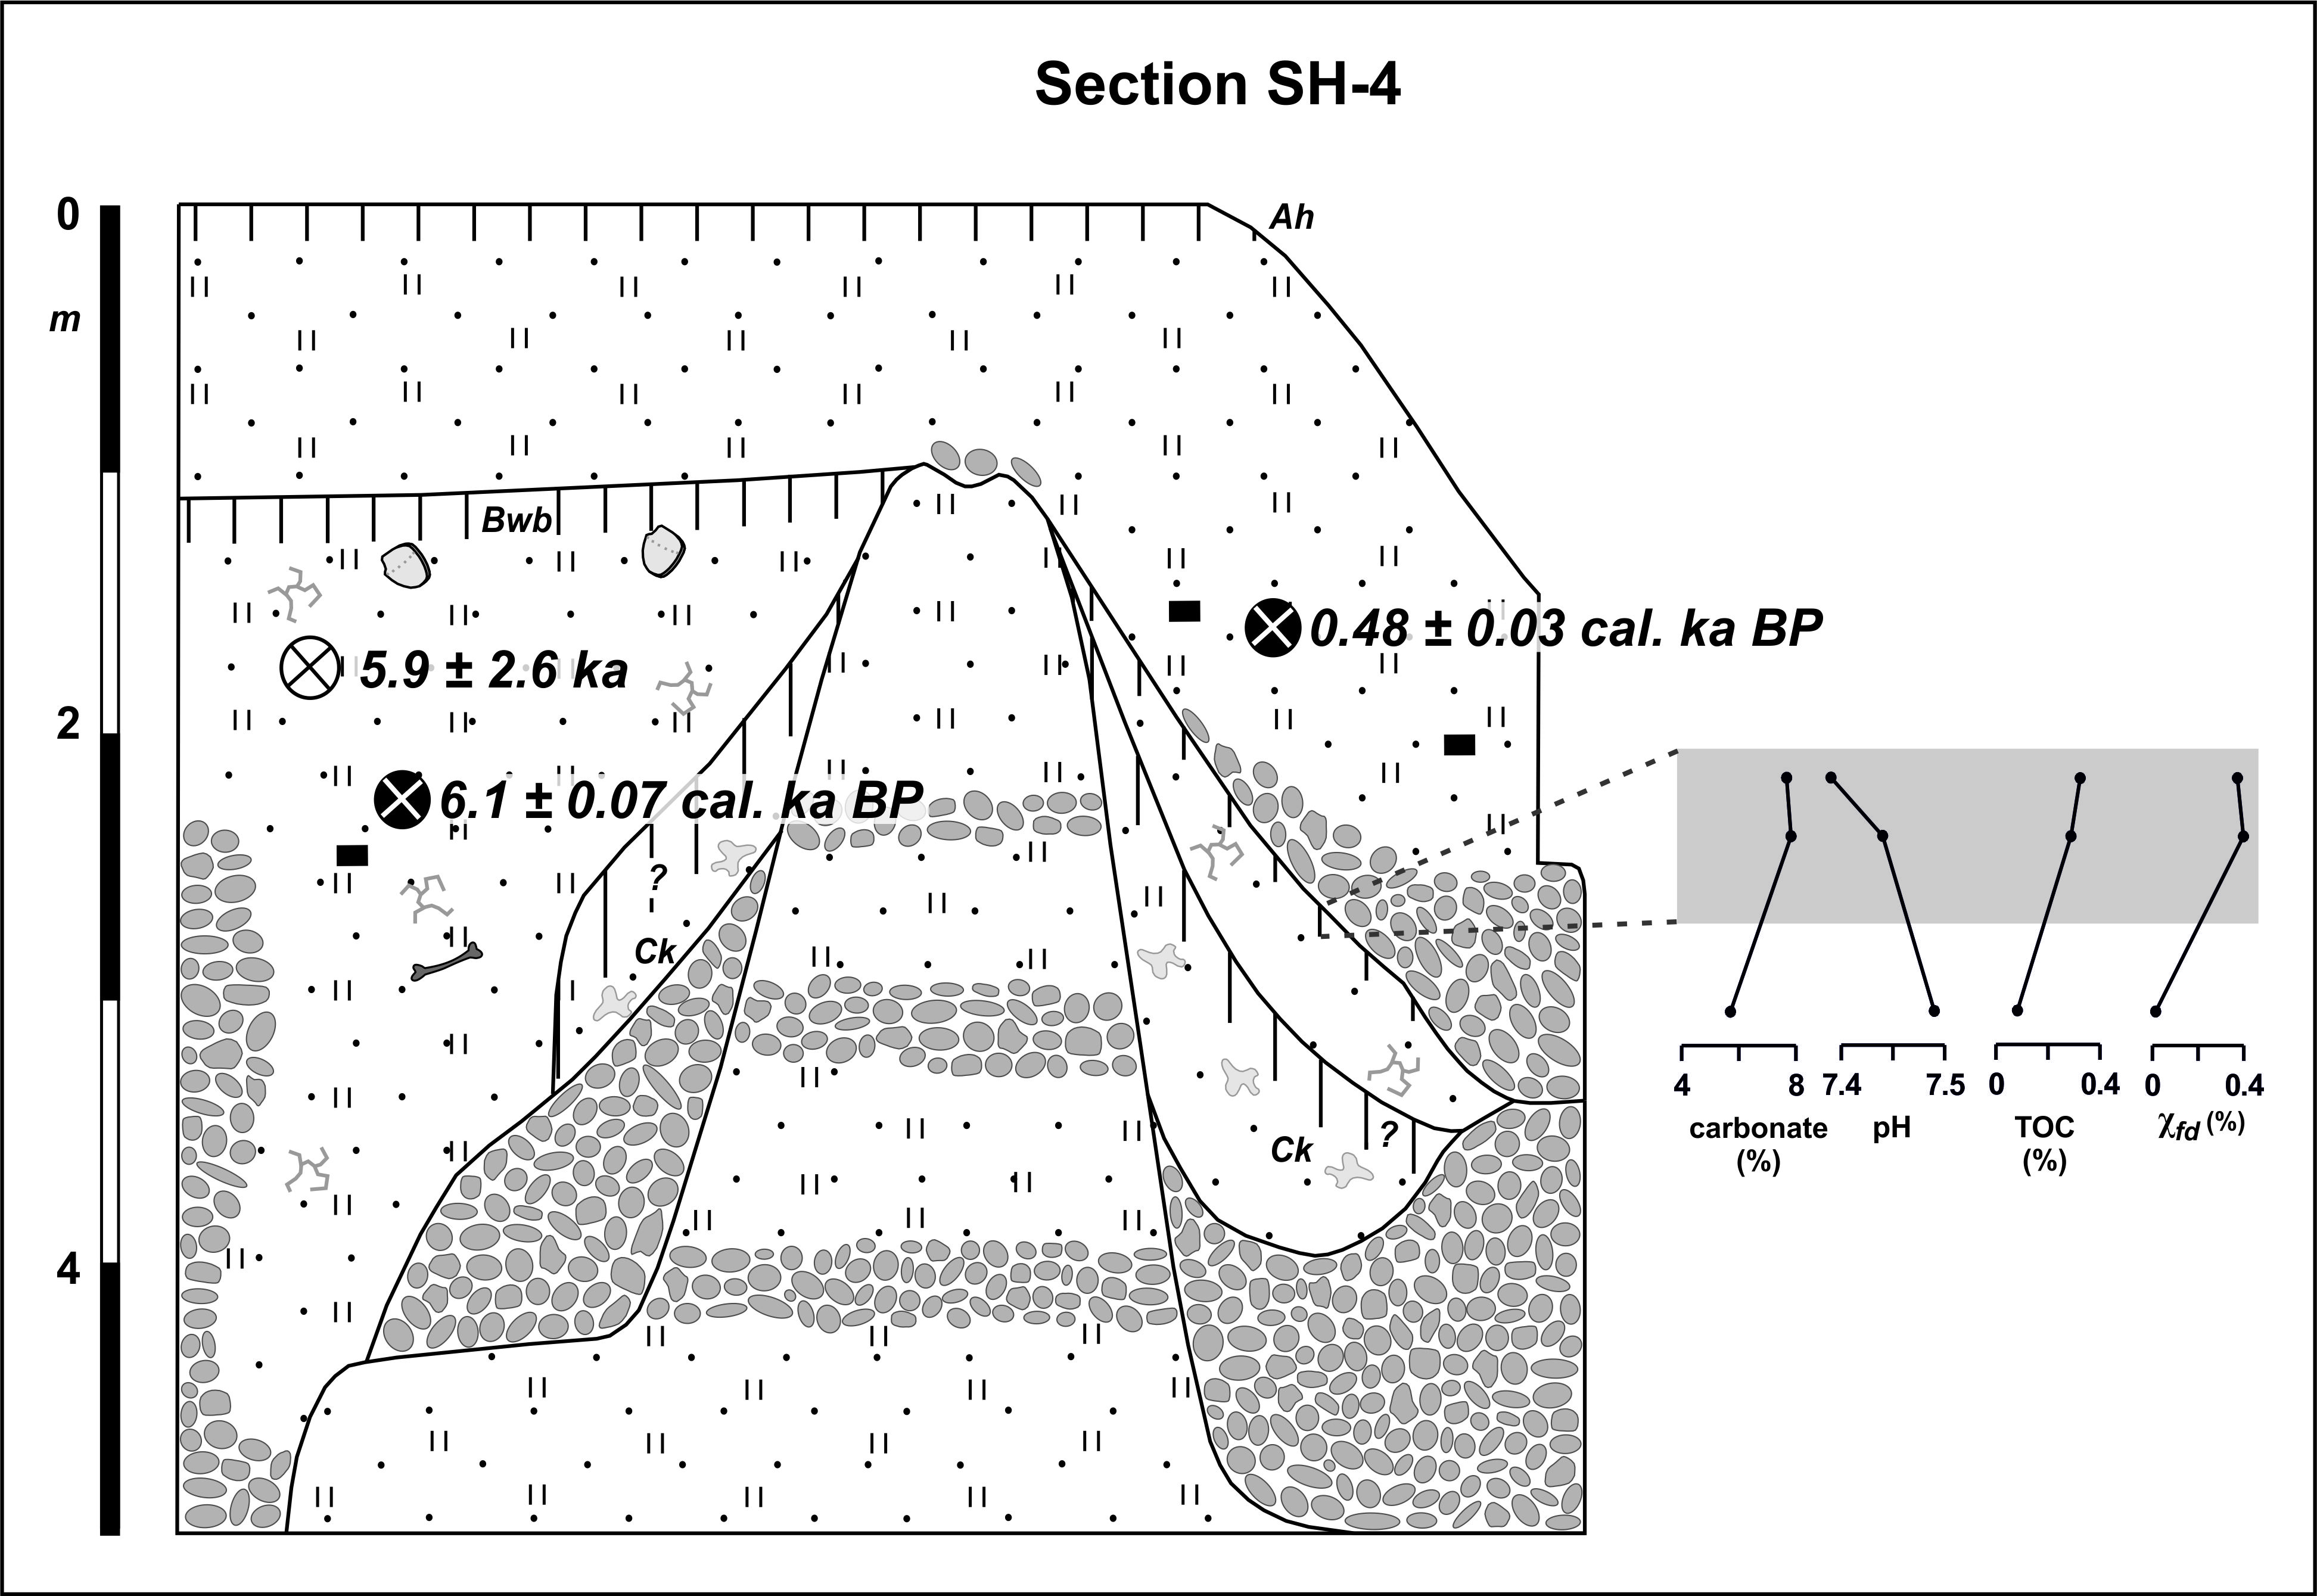 Section SH-4
0
Ah
m
Bwb
0.48 ± 0.03 cal. ka BP
5.9 ± 2.6 ka
2
6.1 ± 0.07 cal. ka BP
?
Ck
4 8 7.4 7.5 0 0.4 0 0.4
carbonate (%)
pH
TOC (%)
χfd (%)
Ck ?
4